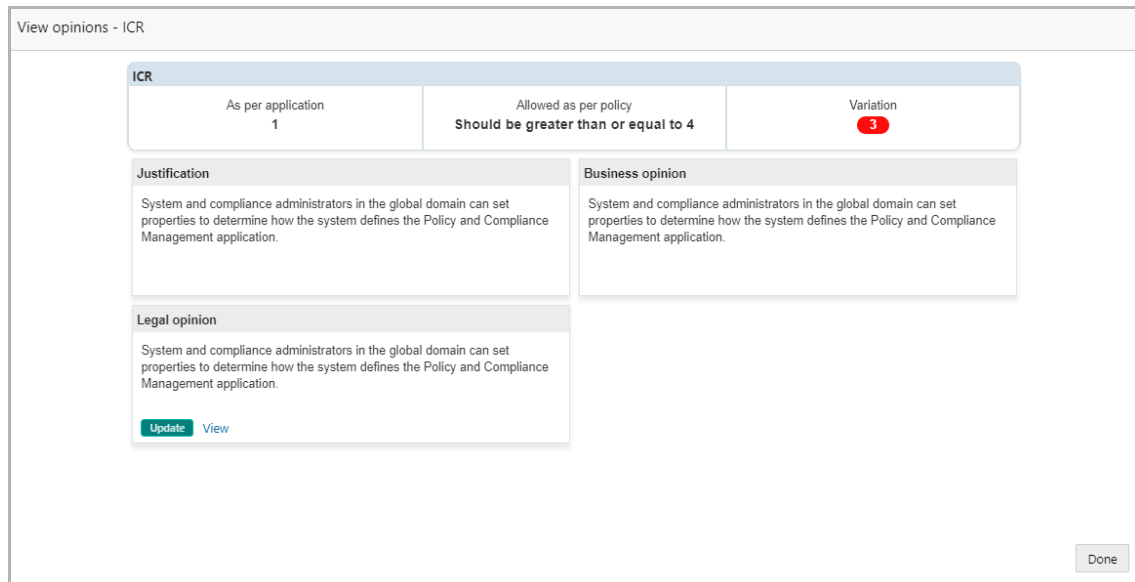 View opinions - ICR
ICR
As per application
1
Allowed as per policy
Should be greater than or equal to 4
Variation
3
Justification
System and compliance administrators in the global domain can set
properties to determine how the system defines the Policy and Compliance
Management application.
Business opinion
System and compliance administrators in the global domain can set
properties to determine how the system defines the Policy and Compliance
Management application.
Legal opinion
System and compliance administrators in the global domain can set
properties to determine how the system defines the Policy and Compliance
Management application.
Update View
Done